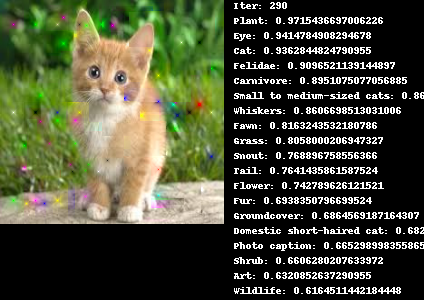 Iter: 290
Plant: 0.9715436697006226
Eye: 0.9414784908294678
Cat: 0.9362844824790955
Felidae: 0.9096521139144897
Carnivore: 0.8951075077056885
Small to medium-sized cats: 0.86
Whiskers: 0.8606698513031006
Fawn: 0.8163243532180786
Grass: 0.8058000206947327
Snout: 0.768896758556366
Tail: 0.7641435861587524
Flower: 0.742789626121521
Fur: 0.6938350796699524
Groundcover: 0.6864569187164307
Domestic short-haired cat: 0.682
Photo caption: 0.665298998355865
Shrub: 0.6606280207633972
Art: 0.6320852637290955
Wildlife: 0.6164511442184448